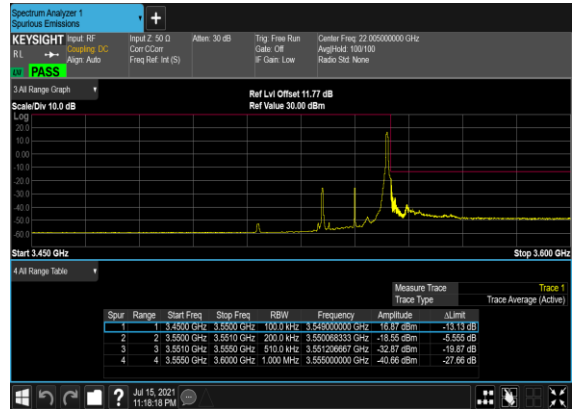 Spectrum Analyzer 1
Spurious Emissions
KEYSIGHT Input: RF Input Z: 50 Ω Atten: 30 dB Trig: Free Run Center Freq: 22.005000000 GHz
RL Coupling: DC Corr CCorr Gate: Off Avg|Hold: 100/100
Align: Auto Freq Ref: Int (S) IF Gain: Low Radio Std: None
PASS
3 All Range Graph
Ref Lvl Offset 11.77 dB
Scale/Div 10.0 dB Ref Value 30.00 dBm
Log
20.0
10.0
0.00
-10.0
-20.0
-30.0
-40.0
-50.0
-60.0
Start 3.450 GHz Stop 3.600 GHz
4 All Range Table
Measure Trace Trace 1
Trace Type Trace Average (Active)
Spur Range Start Freq Stop Freq RBW Frequency Amplitude ΔLimit
1 1 3.4500 GHz 3.5500 GHz 100.0 kHz 3.549000000 GHz 16.87 dBm -13.13 dB
2 2 3.5500 GHz 3.5510 GHz 200.0 kHz 3.550068333 GHz -18.55 dBm -5.555 dB
3 3 3.5510 GHz 3.5550 GHz 510.0 kHz 3.551206667 GHz -32.87 dBm -19.87 dB
4 4 3.5550 GHz 3.6000 GHz 1.000 MHz 3.555000000 GHz -40.66 dBm -27.66 dB
Jul 15, 2021
11:18:18 PM